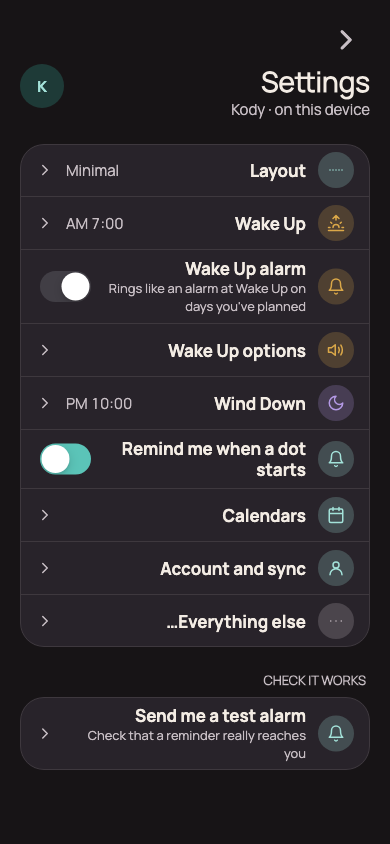 K
Settings
Kody · on this device
Layout
Minimal
Wake Up
AM 7:00
Wake Up alarm
Rings like an alarm at Wake Up on
days you've planned
Wake Up options
Wind Down
PM 10:00
Remind me when a dot
starts
Calendars
Account and sync
...Everything else
CHECK IT WORKS
Send me a test alarm
Check that a reminder really reaches
you